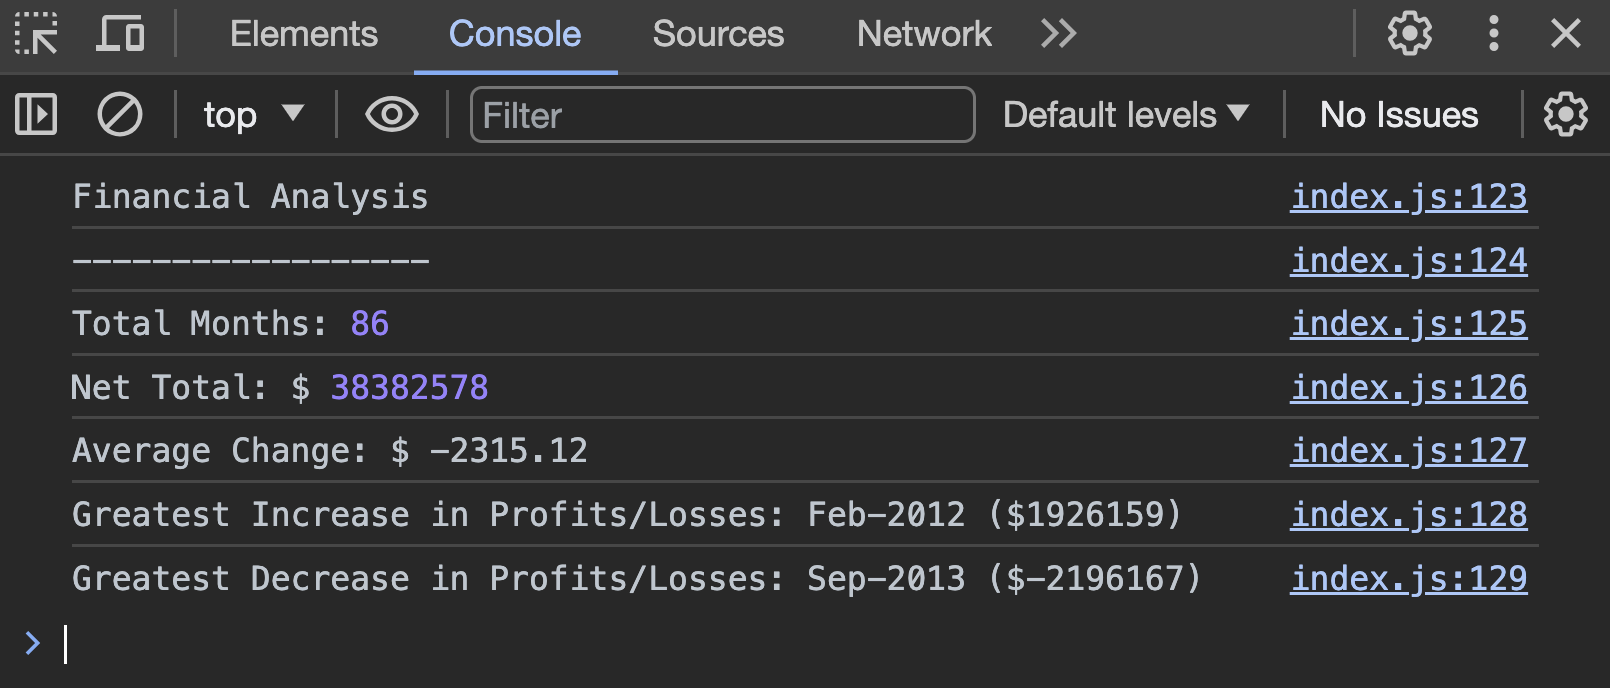 Elements Console Sources Network
top Filter Default levels No Issues
Financial Analysis index.js:123
------------------ index.js:124
Total Months: 86 index.js:125
Net Total: $ 38382578 index.js:126
Average Change: $ -2315.12 index.js:127
Greatest Increase in Profits/Losses: Feb-2012 ($1926159) index.js:128
Greatest Decrease in Profits/Losses: Sep-2013 ($-2196167) index.js:129